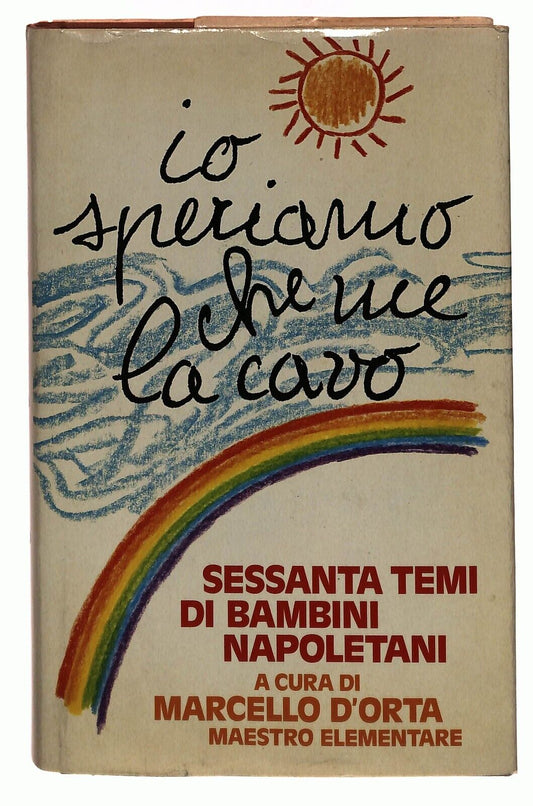 io
speriamo
che me
la cavo
SESSANTA TEMI
DI BAMBINI
NAPOLETANI
A CURA DI
MARCELLO D'ORTA
MAESTRO ELEMENTARE